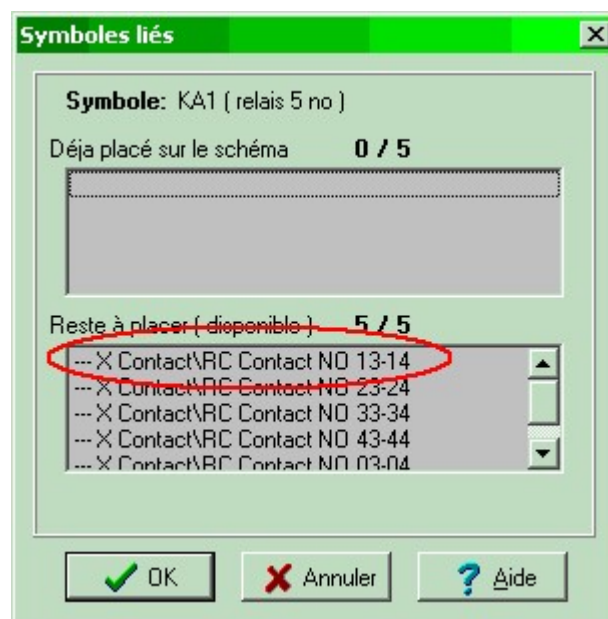 Symboles liés
Symbole: KA1 ( relais 5 no )
Déja placé sur le schéma 0 / 5
Reste à placer ( disponible ) 5 / 5
--- X Contact\RC Contact NO 13-14
--- X Contact\RC Contact NO 23-24
--- X Contact\RC Contact NO 33-34
--- X Contact\RC Contact NO 43-44
--- X Contact\RC Contact NO 03-04
OK Annuler ? Aide